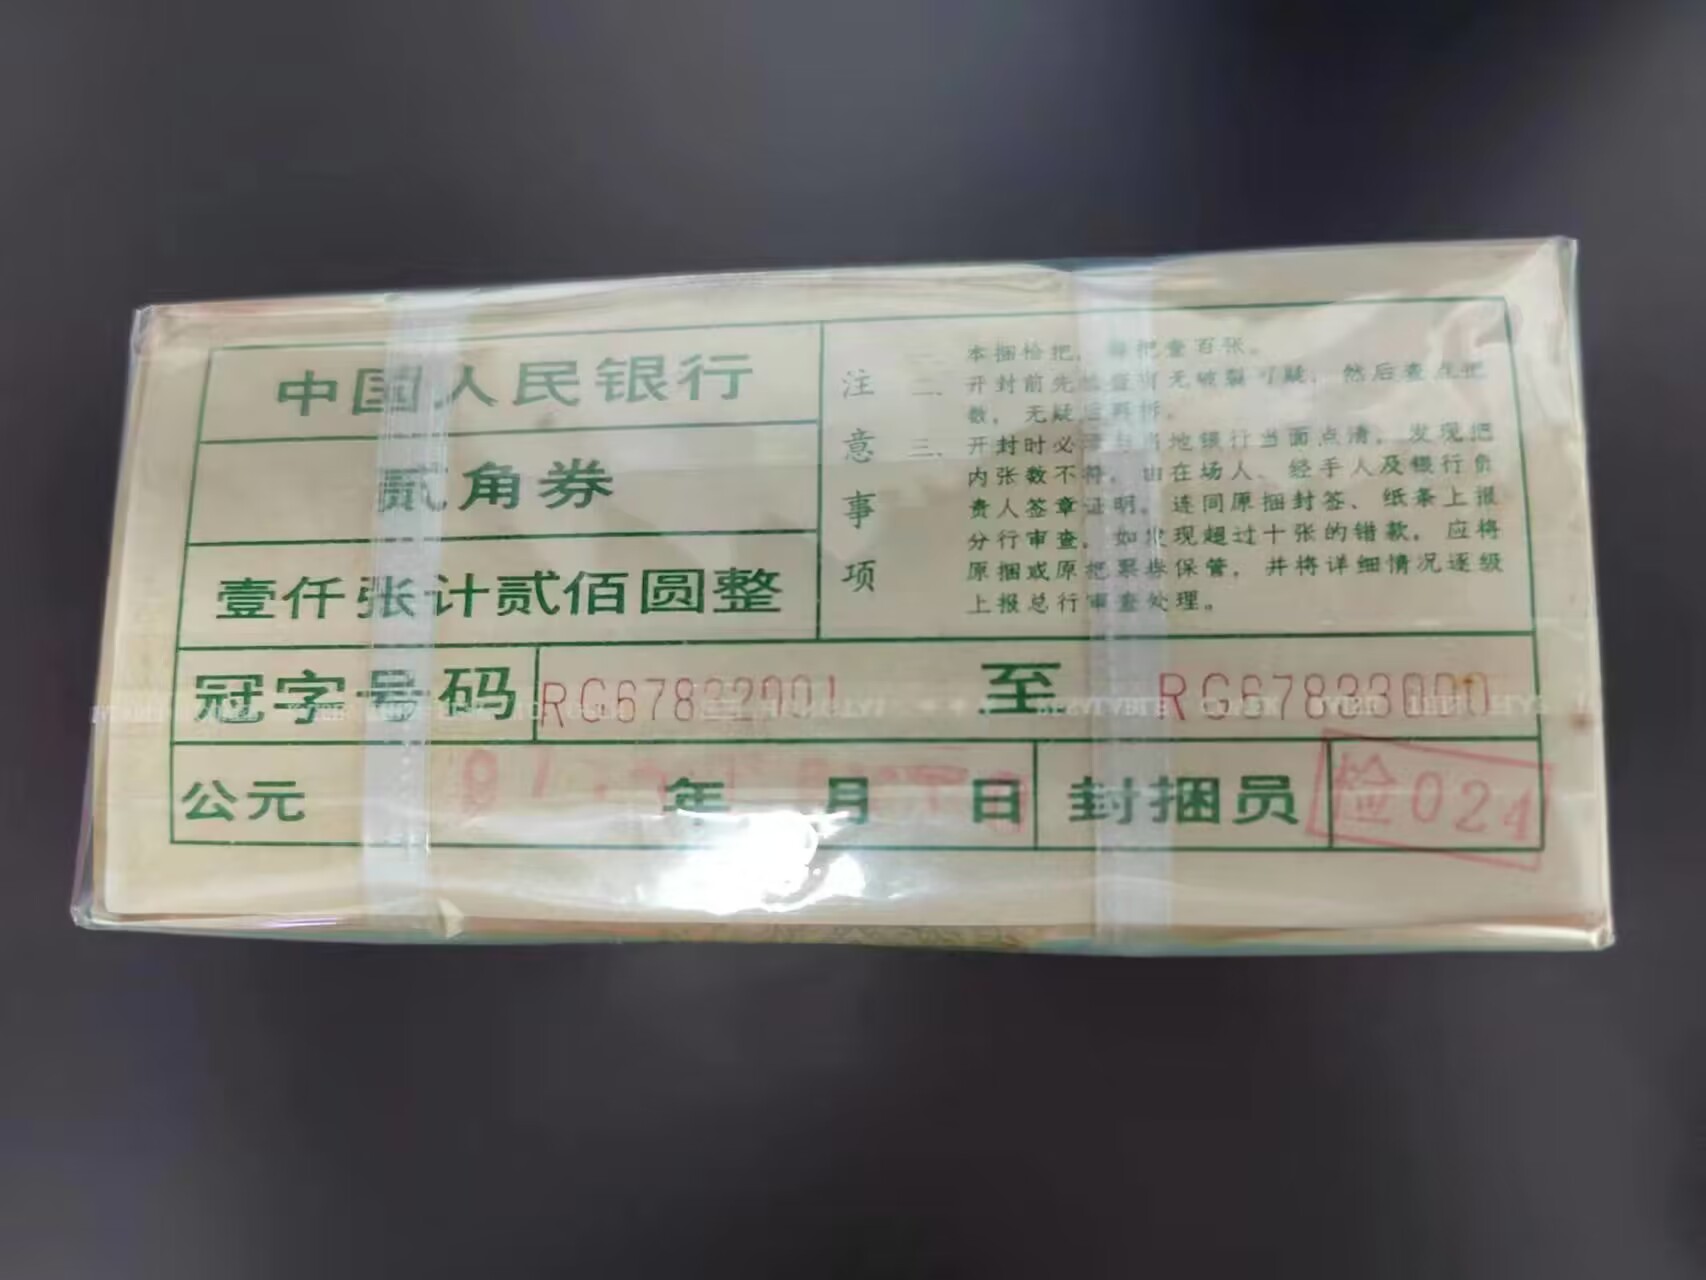 中国人民银行
贰角券
壹仟张计贰佰圆整
注意事项
本捆检把, 每把壹百张。
二、开封前先检查有无破裂可疑, 然后查点把
数, 无疑后再拆。
三、开封时必须与当地银行当面点清, 发现把
内张数不符, 由在场人、经手人及银行负
责人签章证明, 连同原捆封签、纸条上报
分行审查, 如发现超过十张的错款, 应将
原捆或原把票券保管, 并将详细情况逐级
上报总行审查处理。
冠字号码 RG67832001 至 RG67833000
公元 年 月 日 封捆员 检024